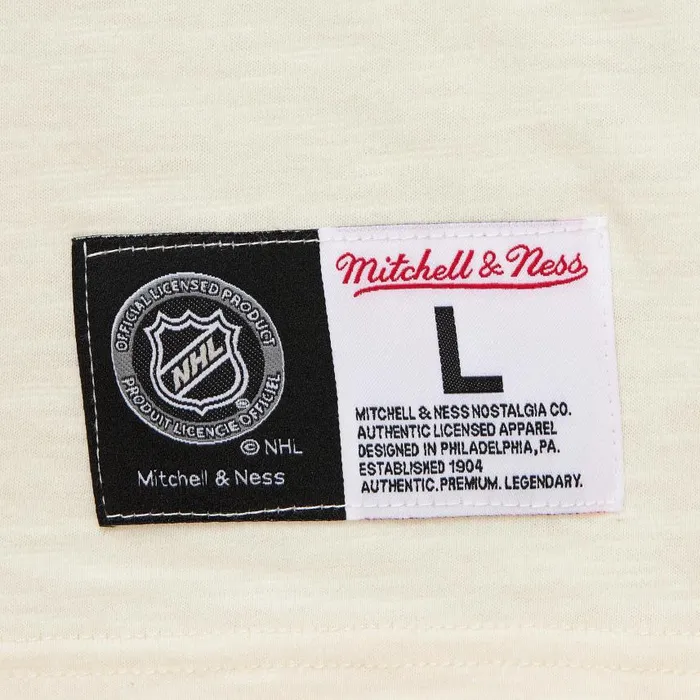 OFFICIAL LICENSED PRODUCT
NHL
PRODUIT LICENCIE OFFICIEL
®
© NHL
Mitchell & Ness
Mitchell & Ness
L
MITCHELL & NESS NOSTALGIA CO.
AUTHENTIC LICENSED APPAREL
DESIGNED IN PHILADELPHIA, PA.
ESTABLISHED 1904
AUTHENTIC. PREMIUM. LEGENDARY.